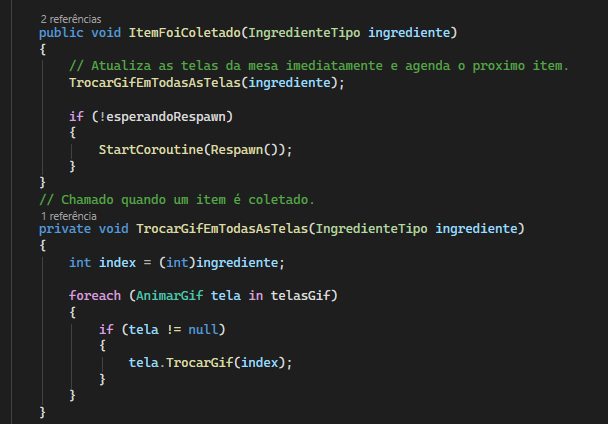 2 referências
public void ItemFoiColetado(IngredienteTipo ingrediente)
{
// Atualiza as telas da mesa imediatamente e agenda o proximo item.
TrocarGifEmTodasAsTelas(ingrediente);
if (!esperandoRespawn)
{
StartCoroutine(Respawn());
}
}
// Chamado quando um item é coletado.
1 referência
private void TrocarGifEmTodasAsTelas(IngredienteTipo ingrediente)
{
int index = (int)ingrediente;
foreach (AnimarGif tela in telasGif)
{
if (tela != null)
{
tela.TrocarGif(index);
}
}
}